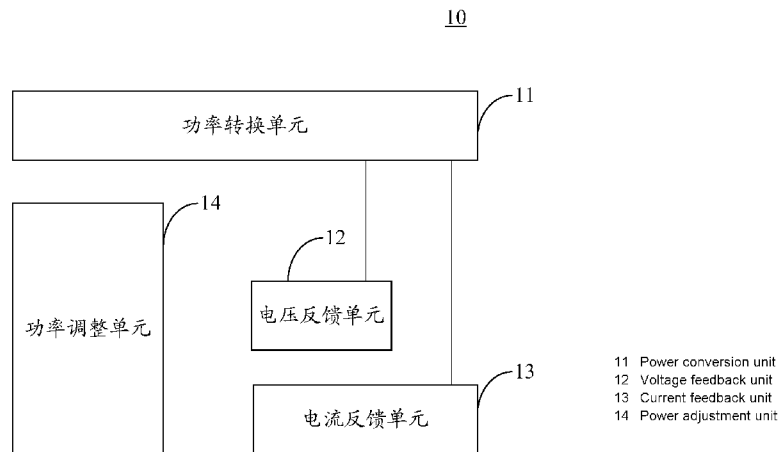 10
11
功率转换单元
14
12
电压反馈单元
功率调整单元
13
电流反馈单元
11 Power conversion unit
12 Voltage feedback unit
13 Current feedback unit
14 Power adjustment unit